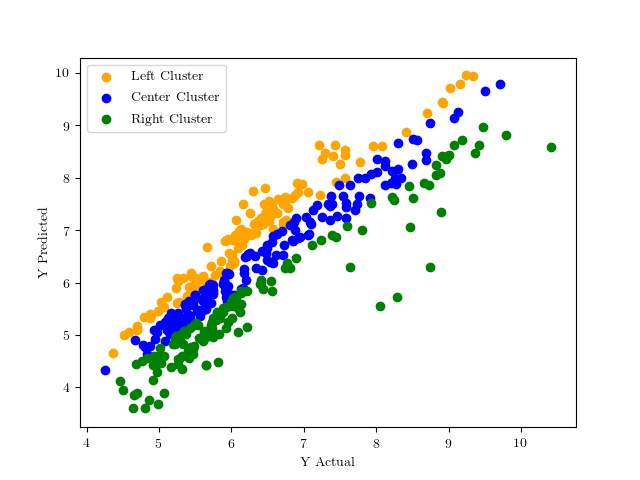 Left Cluster
Center Cluster
Right Cluster
10
9
8
7
6
5
4
Y Predicted
4 5 6 7 8 9 10
Y Actual